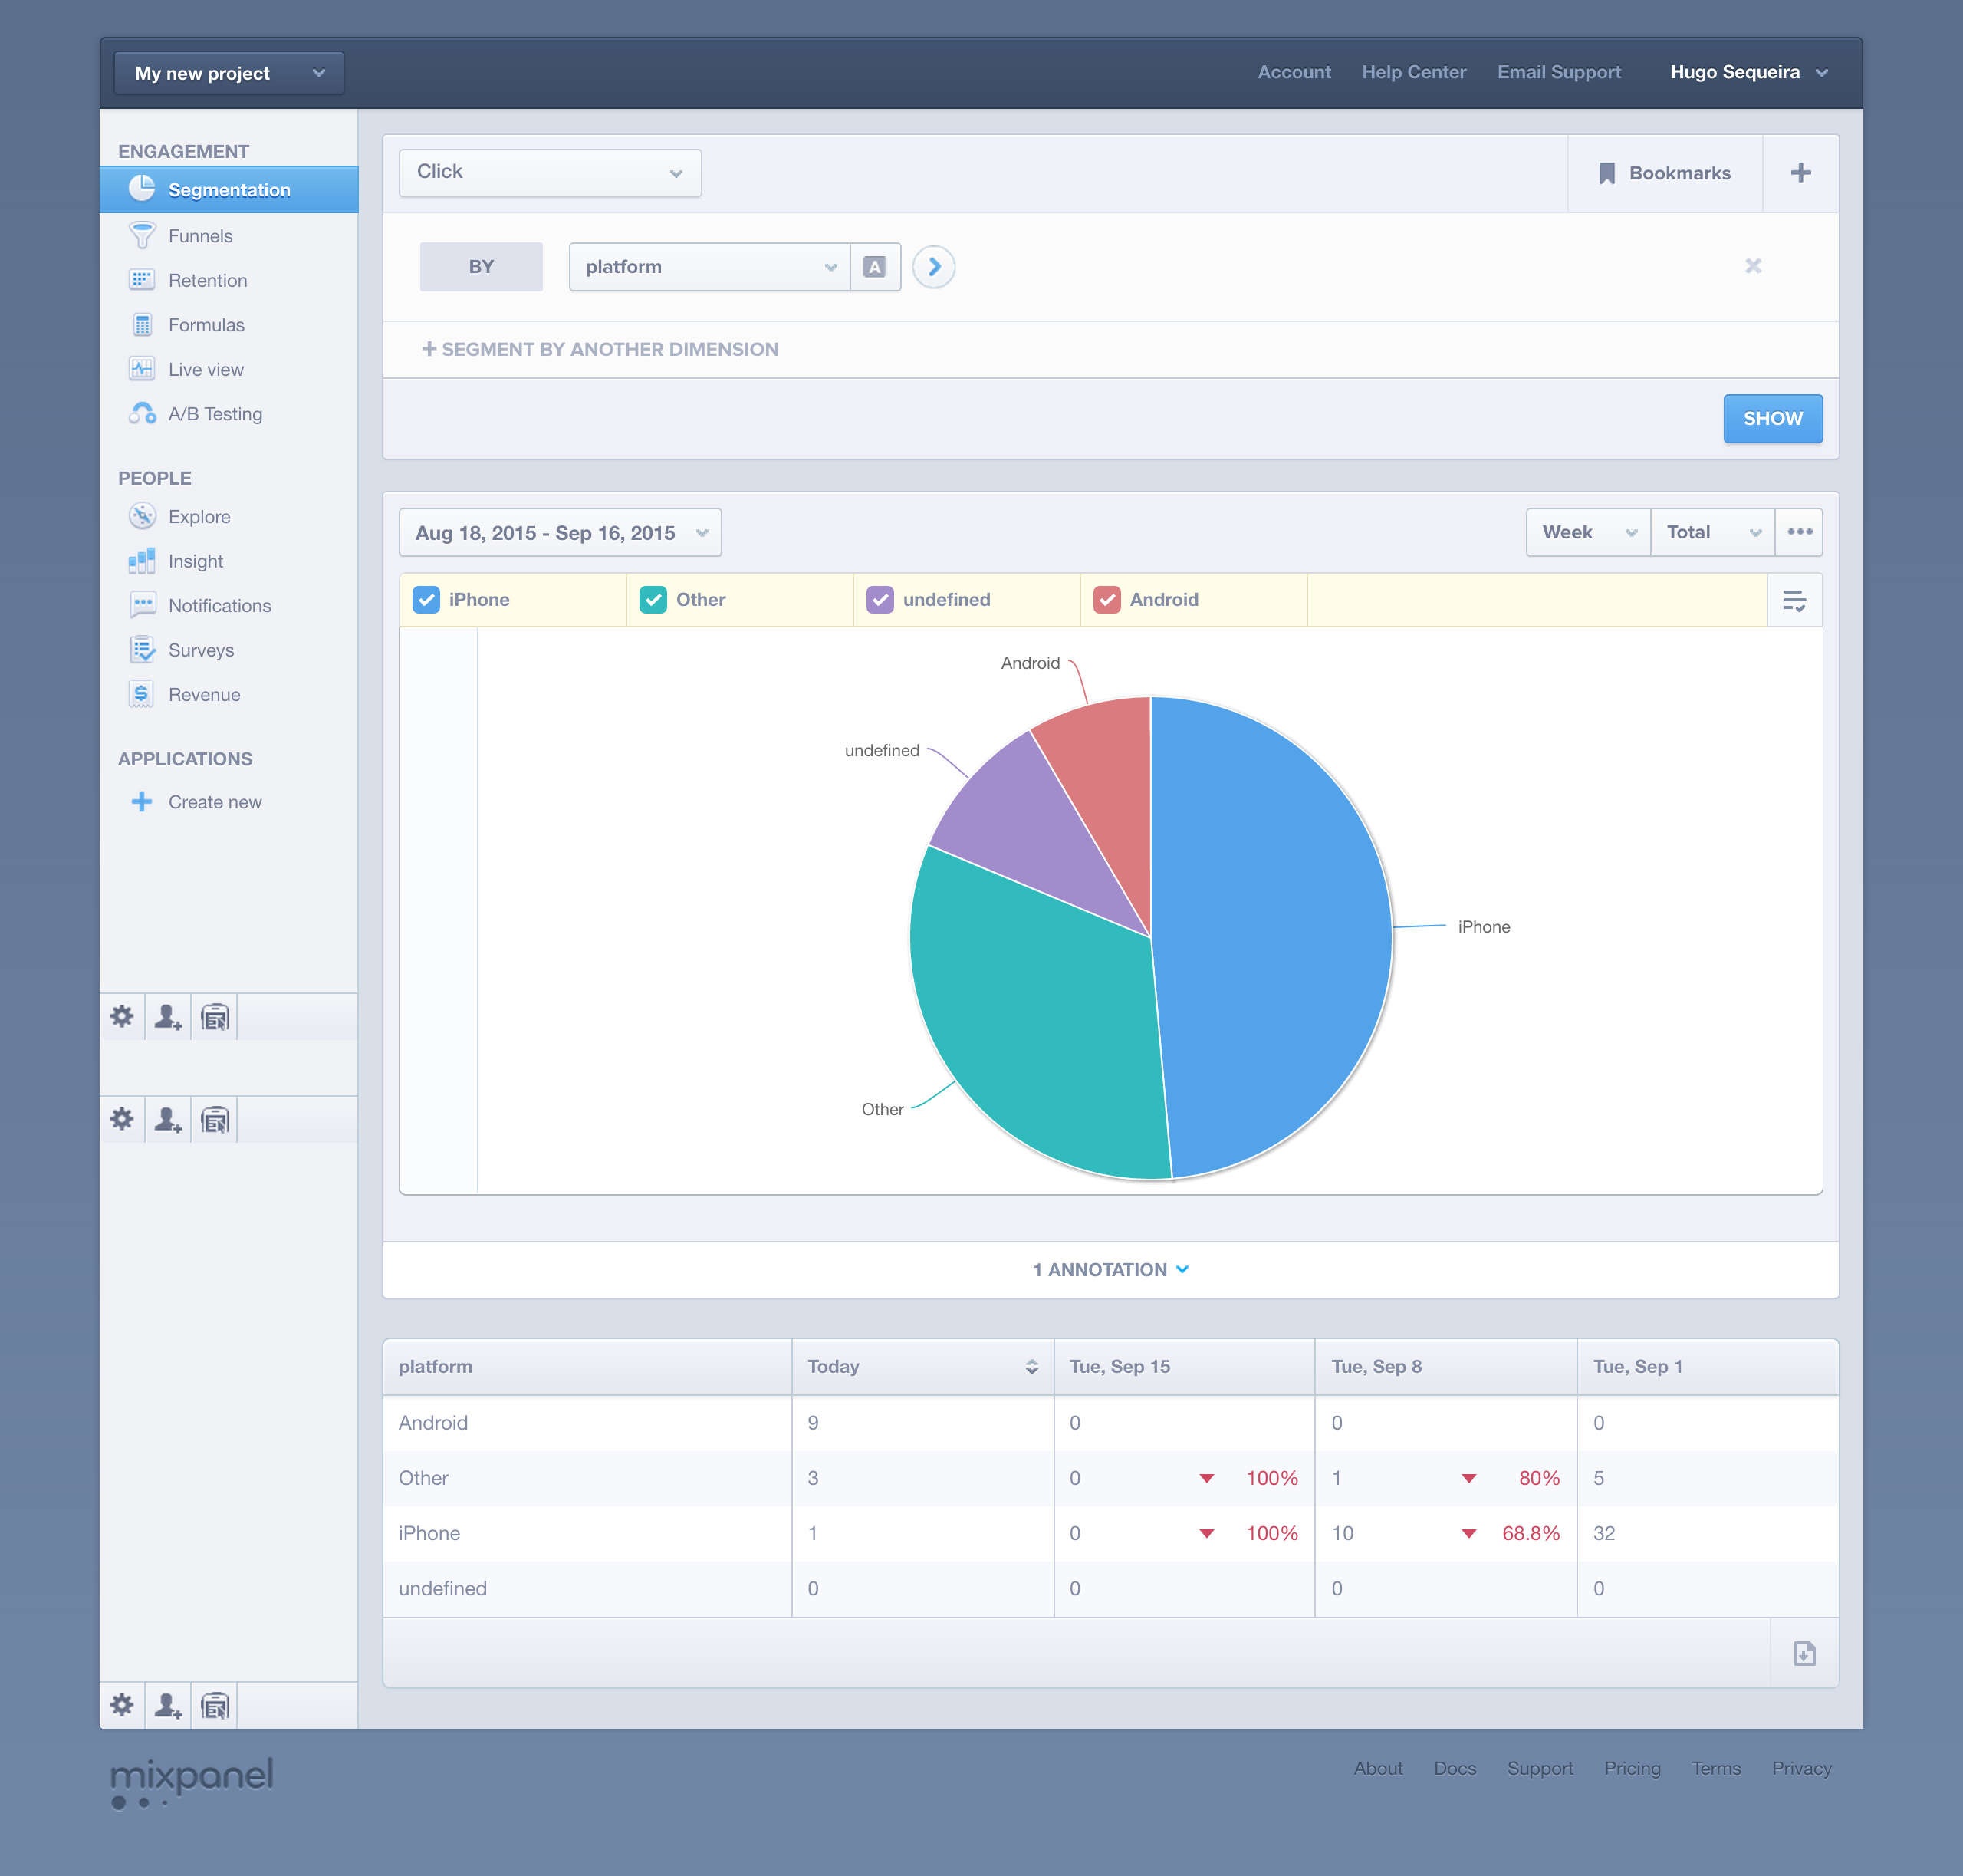 My new project
Account Help Center Email Support Hugo Sequeira
ENGAGEMENT
Segmentation
Funnels
Retention
Formulas
Live view
A/B Testing
PEOPLE
Explore
Insight
Notifications
Surveys
Revenue
APPLICATIONS
Create new
Click
Bookmarks
BY platform A
+ SEGMENT BY ANOTHER DIMENSION
SHOW
Aug 18, 2015 - Sep 16, 2015
Week Total
iPhone Other undefined Android
Android
undefined
iPhone
Other
1 ANNOTATION
platform Today Tue, Sep 15 Tue, Sep 8 Tue, Sep 1
Android 9 0 0 0
Other 3 0 100% 1 80% 5
iPhone 1 0 100% 10 68.8% 32
undefined 0 0 0 0
mixpanel
About Docs Support Pricing Terms Privacy